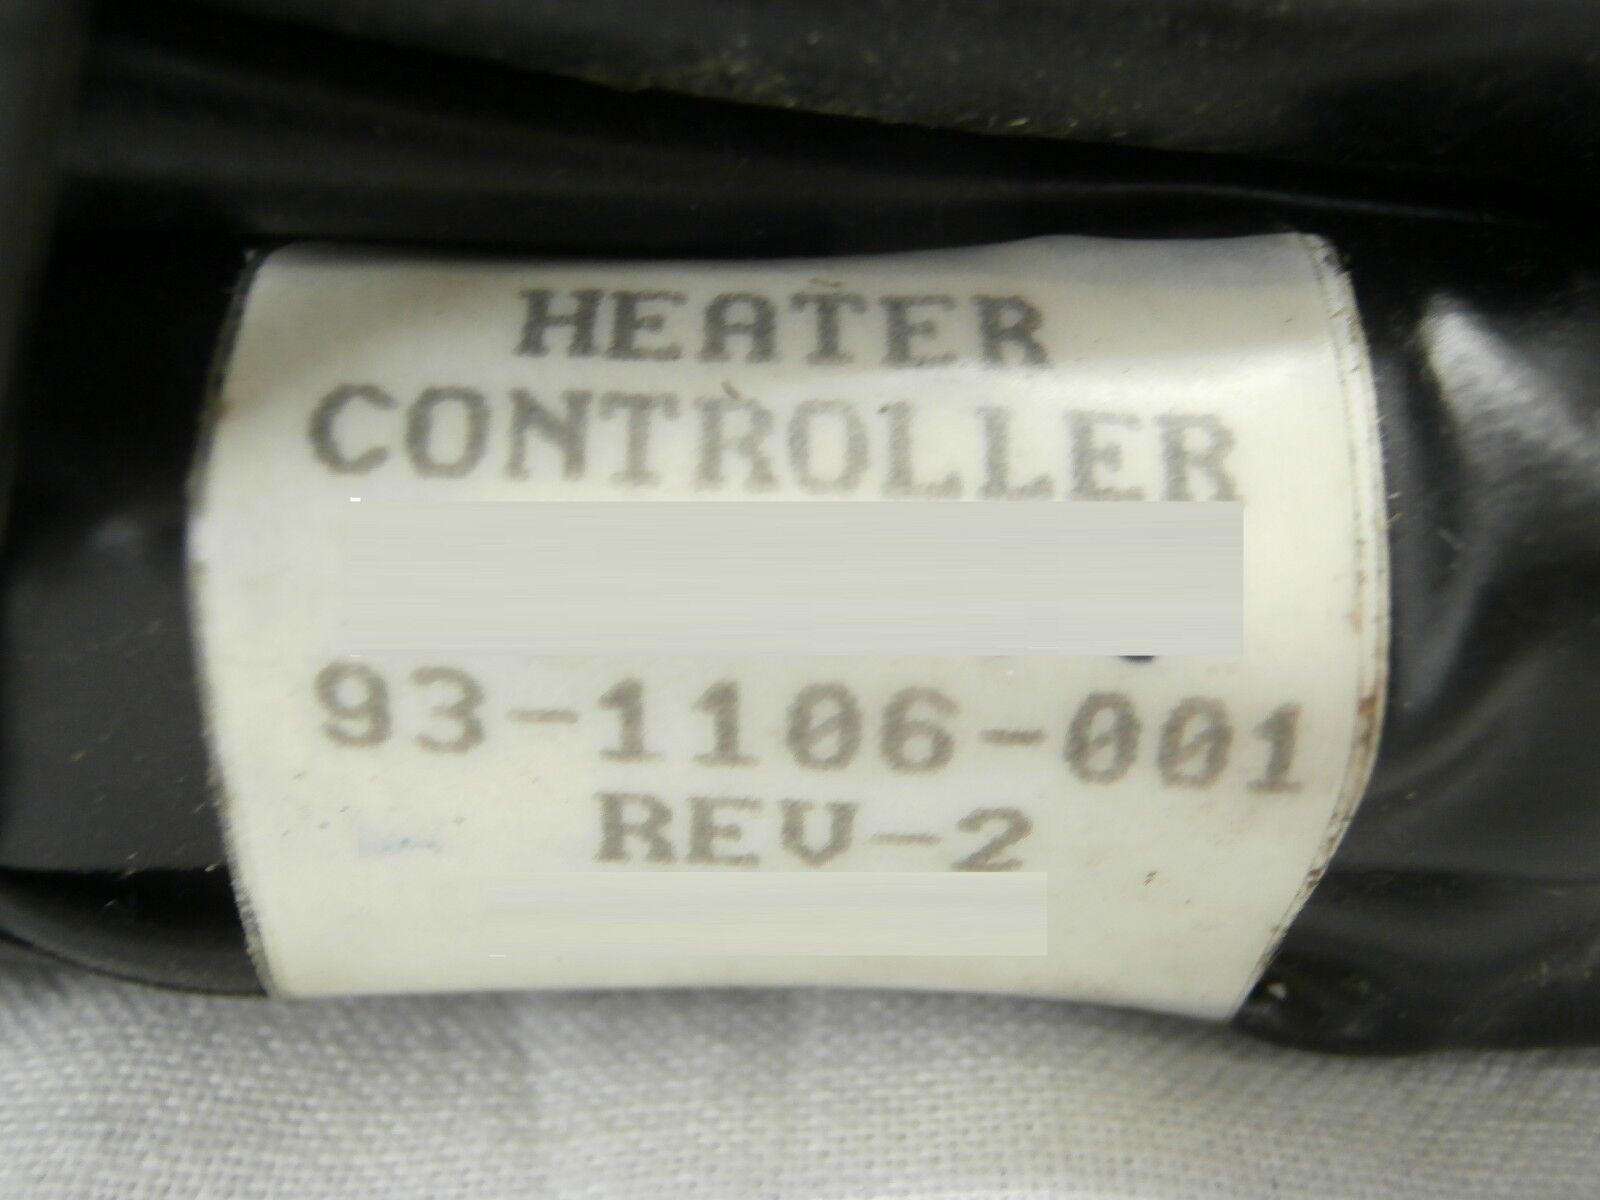 HEATER
CONTROLLER
93-1106-001
REV-2